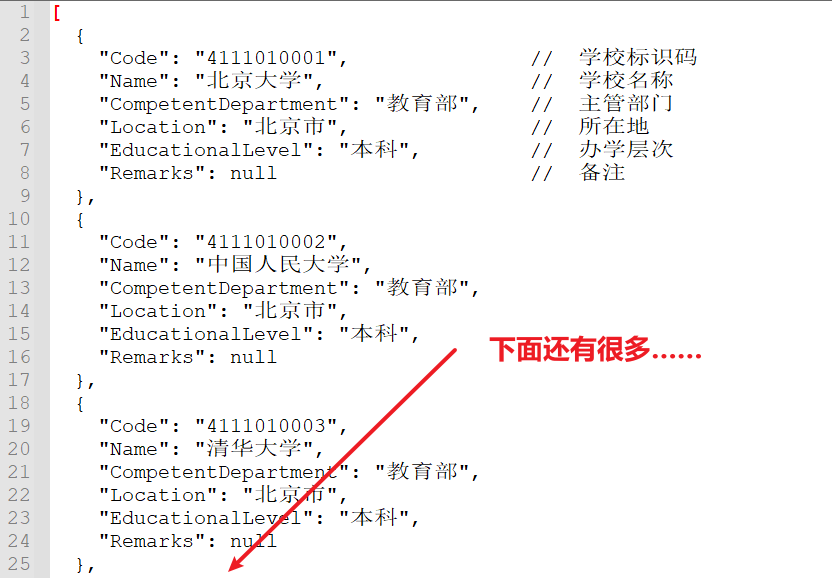 1 [
2 {
3 "Code": "4111010001", // 学校标识码
4 "Name": "北京大学", // 学校名称
5 "CompetentDepartment": "教育部", // 主管部门
6 "Location": "北京市", // 所在地
7 "EducationalLevel": "本科", // 办学层次
8 "Remarks": null // 备注
9 },
10 {
11 "Code": "4111010002",
12 "Name": "中国人民大学",
13 "CompetentDepartment": "教育部",
14 "Location": "北京市",
15 "EducationalLevel": "本科",
16 "Remarks": null
下面还有很多……
17 },
18 {
19 "Code": "4111010003",
20 "Name": "清华大学",
21 "CompetentDepartment": "教育部",
22 "Location": "北京市",
23 "EducationalLevel": "本科",
24 "Remarks": null
25 },